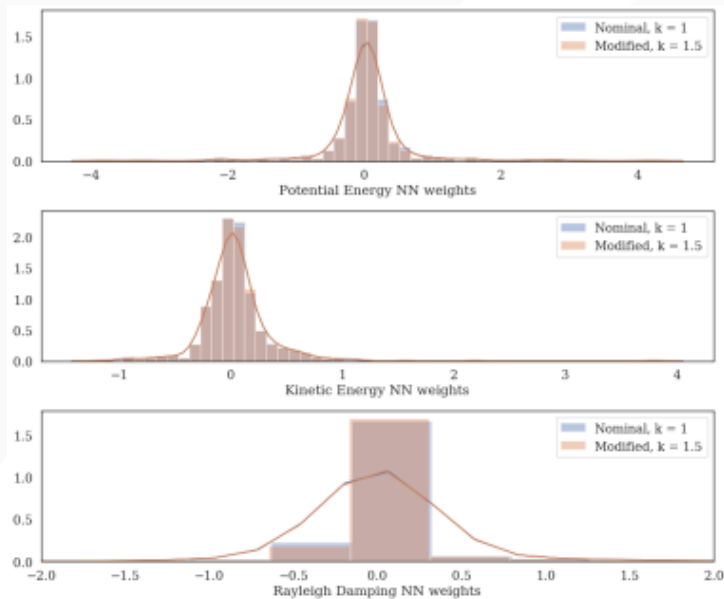 1.5
1.0
0.5
0.0
Nominal, k = 1
Modified, k = 1.5
−4 −2 0 2 4
Potential Energy NN weights
2.0
1.5
1.0
0.5
0.0
Nominal, k = 1
Modified, k = 1.5
−1 0 1 2 3 4
Kinetic Energy NN weights
1.5
1.0
0.5
0.0
Nominal, k = 1
Modified, k = 1.5
−2.0 −1.5 −1.0 −0.5 0.0 0.5 1.0 1.5 2.0
Rayleigh Damping NN weights